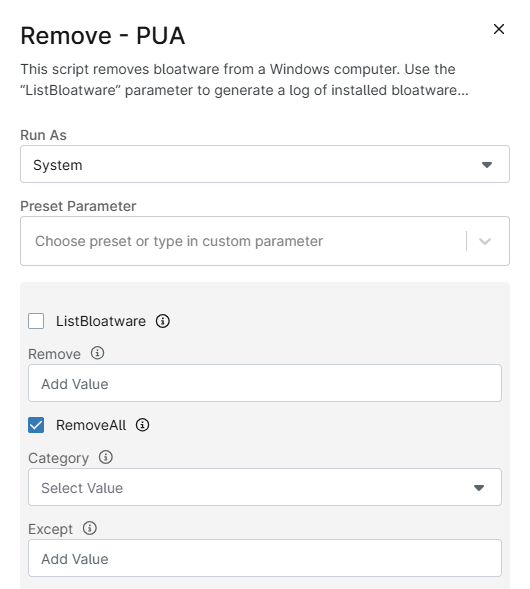 Remove - PUA
This script removes bloatware from a Windows computer. Use the
“ListBloatware” parameter to generate a log of installed bloatware...
Run As
System
Preset Parameter
Choose preset or type in custom parameter
ListBloatware
Remove
Add Value
RemoveAll
Category
Select Value
Except
Add Value